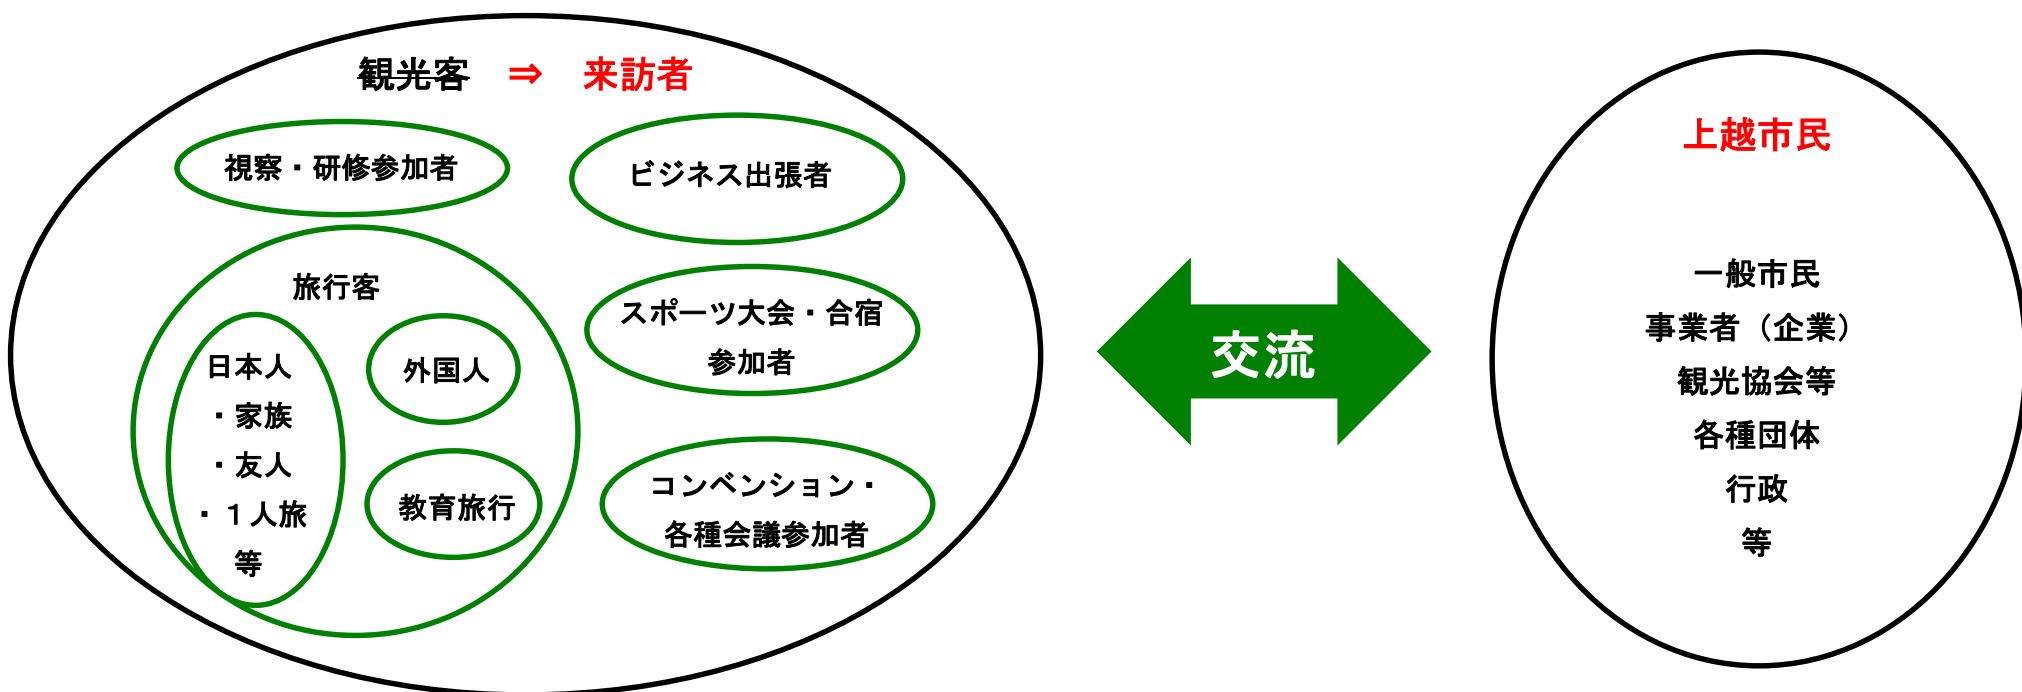 観光客 ⇒ 来訪者
視察・研修参加者
ビジネス出張者
旅行客
日本人
・家族
・友人
・１人旅
等
外国人
教育旅行
スポーツ大会・合宿
参加者
コンベンション・
各種会議参加者
交流
上越市民
一般市民
事業者（企業）
観光協会等
各種団体
行政
等